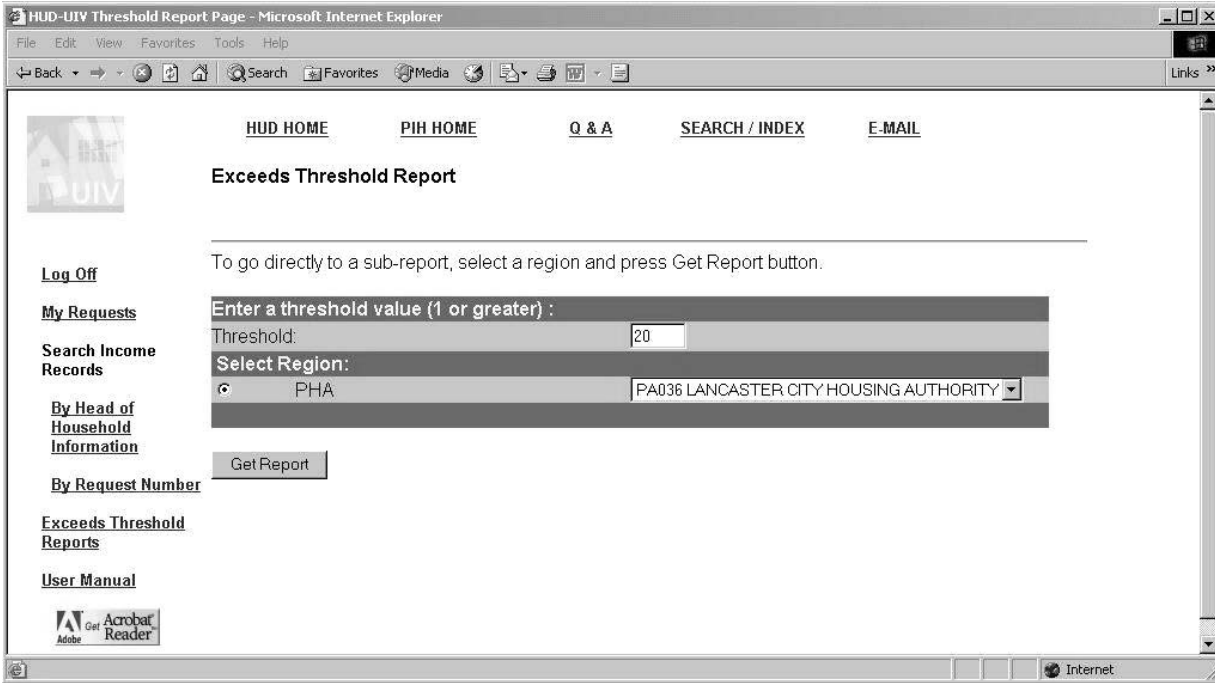 HUD-UIV Threshold Report Page - Microsoft Internet Explorer
File Edit View Favorites Tools Help
Back Search Favorites Media Links »
HUD HOME PIH HOME Q & A SEARCH / INDEX E-MAIL
UIV
Exceeds Threshold Report
To go directly to a sub-report, select a region and press Get Report button.
Log Off
My Requests
Search Income
Records
By Head of
Household
Information
By Request Number
Exceeds Threshold
Reports
User Manual
Get Acrobat
Adobe Reader
Enter a threshold value (1 or greater) :
Threshold: 20
Select Region:
PHA PA036 LANCASTER CITY HOUSING AUTHORITY
Get Report
Internet